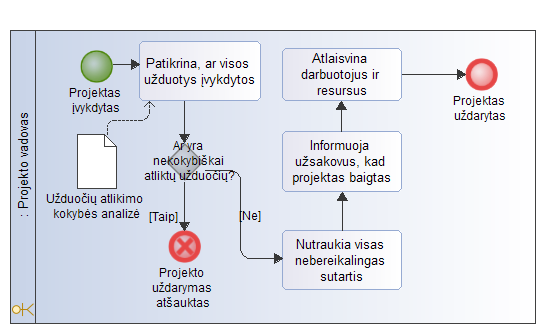 : Projekto vadovas
Projektas
įvykdytas
Patikrina, ar visos
užduotys įvykdytos
Užduočių atlikimo
kokybės analizė
Ar yra
nekokybiškai
atliktų užduočių?
[Taip]
[Ne]
Projekto
uždarymas
atšauktas
Nutraukia visas
nebereikalingas
sutartis
Informuoja
užsakovus, kad
projektas baigtas
Atlaisvina
darbuotojus ir
resursus
Projektas
uždarytas